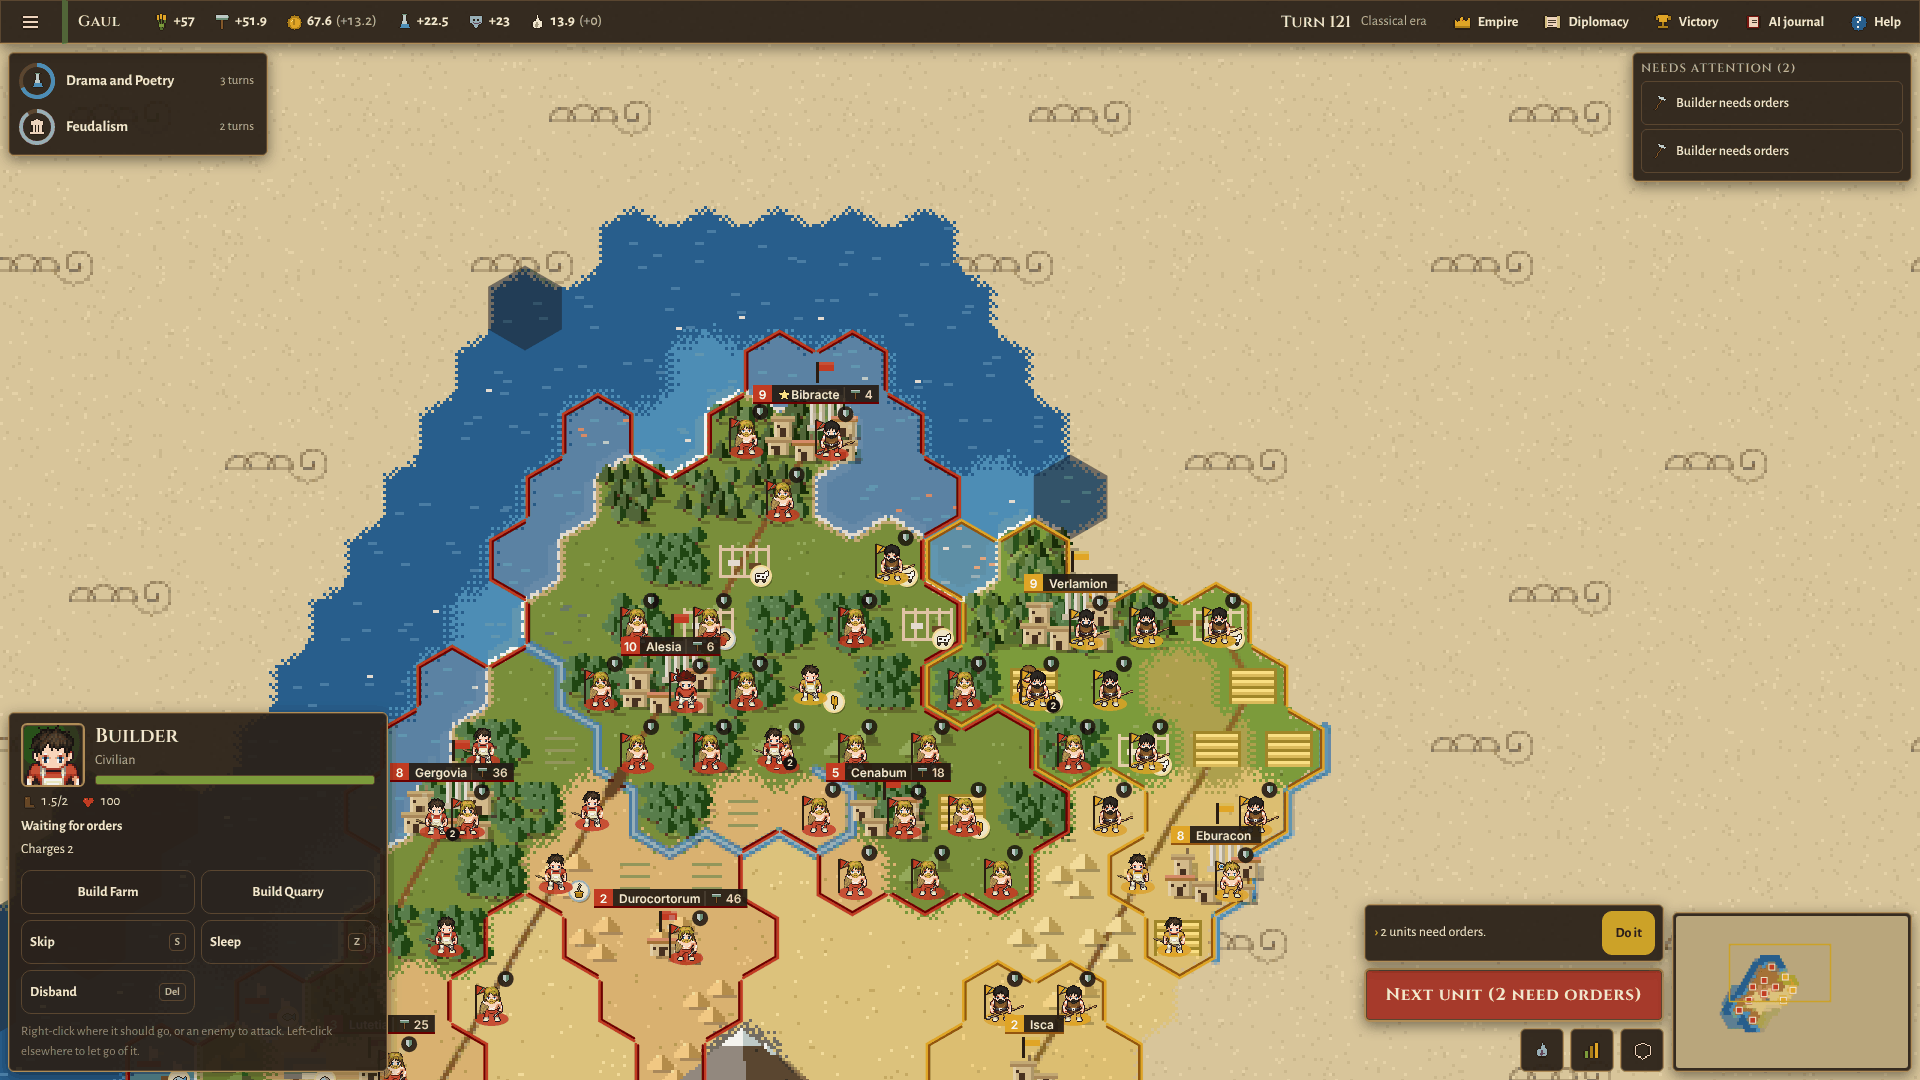 GAUL +57 +51.9 67.6 (+13.2) +22.5 +23 13.9 (+0) TURN 121 Classical era Empire Diplomacy Victory AI journal Help
Drama and Poetry 3 turns
Feudalism 2 turns
NEEDS ATTENTION (2)
Builder needs orders
Builder needs orders
9 Bibracte 4
9 Verlamion
10 Alesia 6
2
2
8 Gergovia 36
5 Cenabum 18
2
8 Eburacon
2 Durocortorum 46
2 Isca
25
BUILDER
Civilian
1.5/2 100
Waiting for orders
Charges 2
Build Farm Build Quarry
Skip S Sleep Z
Disband Del
Right-click where it should go, or an enemy to attack. Left-click
elsewhere to let go of it.
› 2 units need orders. Do it
NEXT UNIT (2 NEED ORDERS)